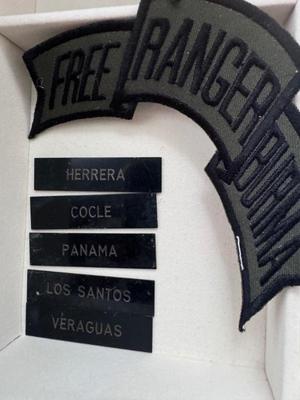 FREE
RANGER
BURMA
HERRERA
COCLE
PANAMA
LOS SANTOS
VERAGUAS